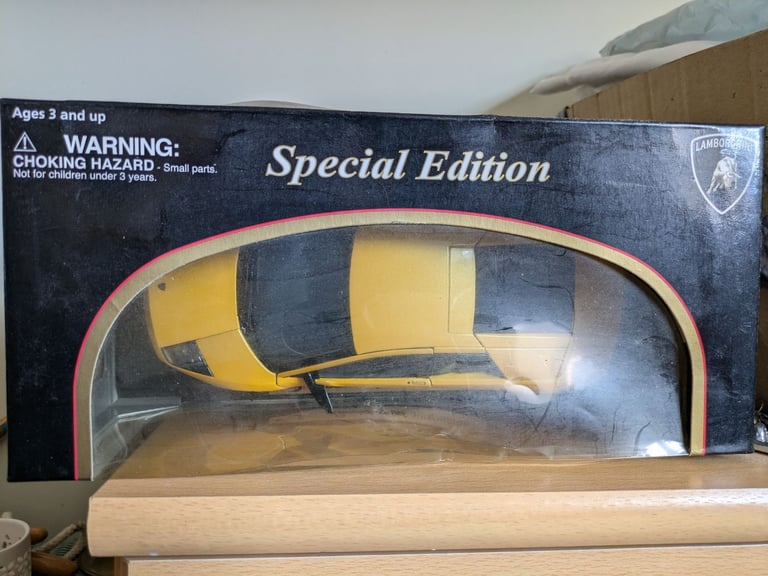 Ages 3 and up
WARNING:
CHOKING HAZARD - Small parts.
Not for children under 3 years.
Special Edition
LAMBORGHINI